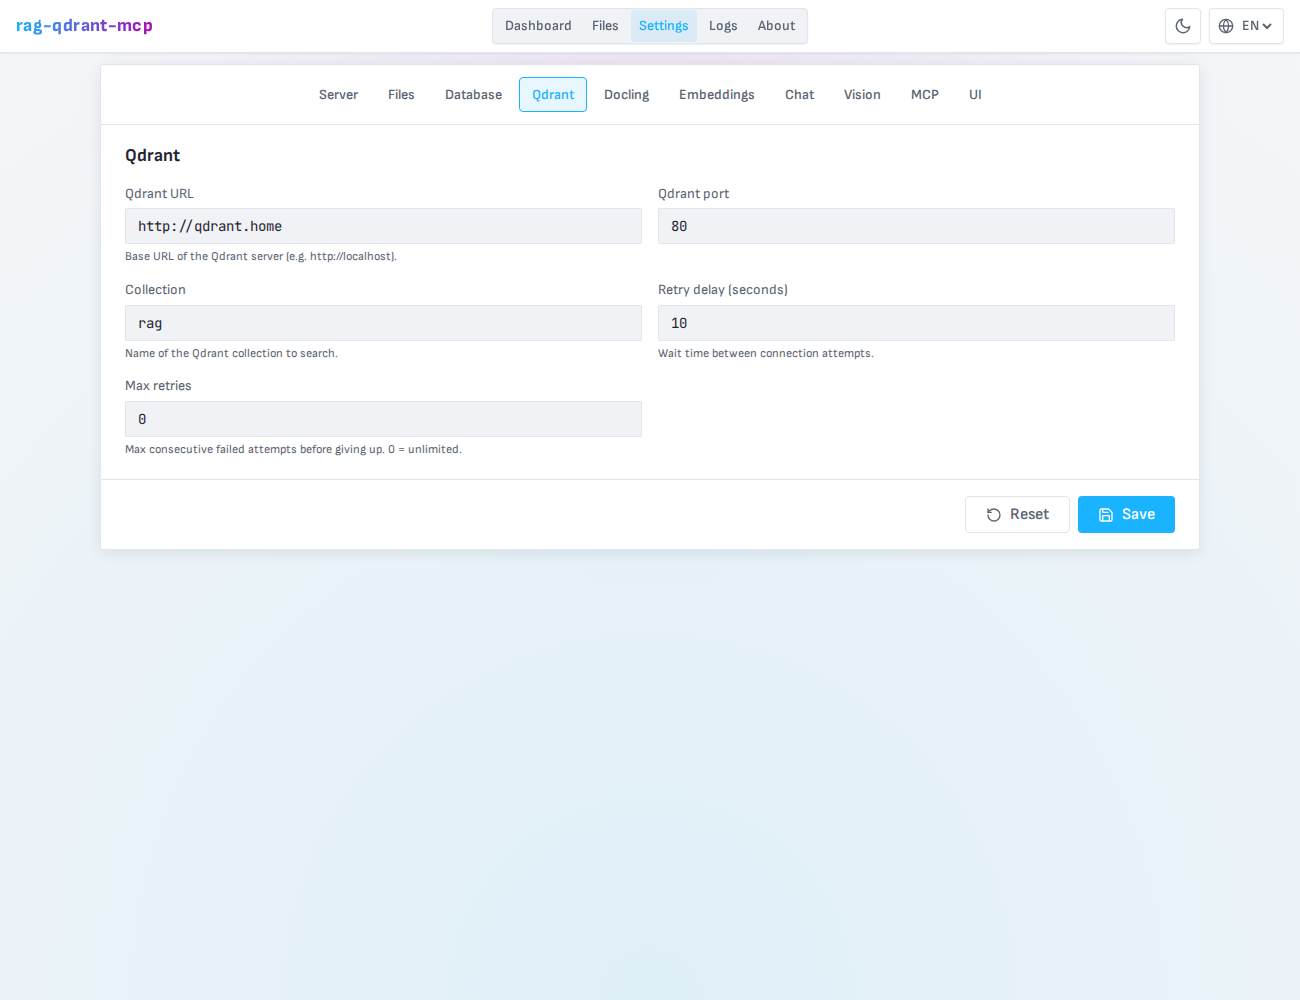 rag-qdrant-mcp
Dashboard Files Settings Logs About
EN
Server Files Database Qdrant Docling Embeddings Chat Vision MCP UI
Qdrant
Qdrant URL
http://qdrant.home
Base URL of the Qdrant server (e.g. http://localhost).
Qdrant port
80
Collection
rag
Name of the Qdrant collection to search.
Retry delay (seconds)
10
Wait time between connection attempts.
Max retries
0
Max consecutive failed attempts before giving up. 0 = unlimited.
Reset Save